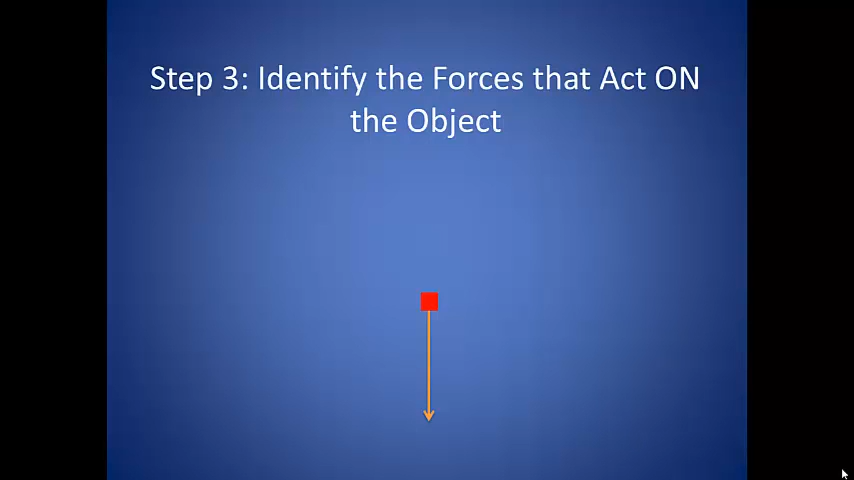 Step 3: Identify the Forces that Act ON
the Object